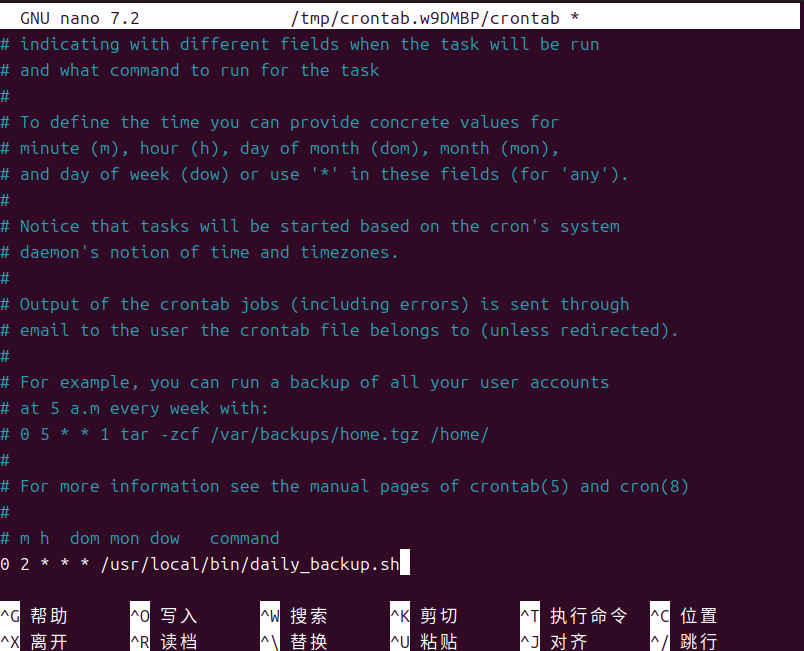 GNU nano 7.2 /tmp/crontab.w9DMBP/crontab *
# indicating with different fields when the task will be run
# and what command to run for the task
#
# To define the time you can provide concrete values for
# minute (m), hour (h), day of month (dom), month (mon),
# and day of week (dow) or use '*' in these fields (for 'any').
#
# Notice that tasks will be started based on the cron's system
# daemon's notion of time and timezones.
#
# Output of the crontab jobs (including errors) is sent through
# email to the user the crontab file belongs to (unless redirected).
#
# For example, you can run a backup of all your user accounts
# at 5 a.m every week with:
# 0 5 * * 1 tar -zcf /var/backups/home.tgz /home/
#
# For more information see the manual pages of crontab(5) and cron(8)
#
# m h  dom mon dow   command
0 2 * * * /usr/local/bin/daily_backup.sh
^G 帮助 ^O 写入 ^W 搜索 ^K 剪切 ^T 执行命令 ^C 位置
^X 离开 ^R 读档 ^\ 替换 ^U 粘贴 ^J 对齐 ^/ 跳行